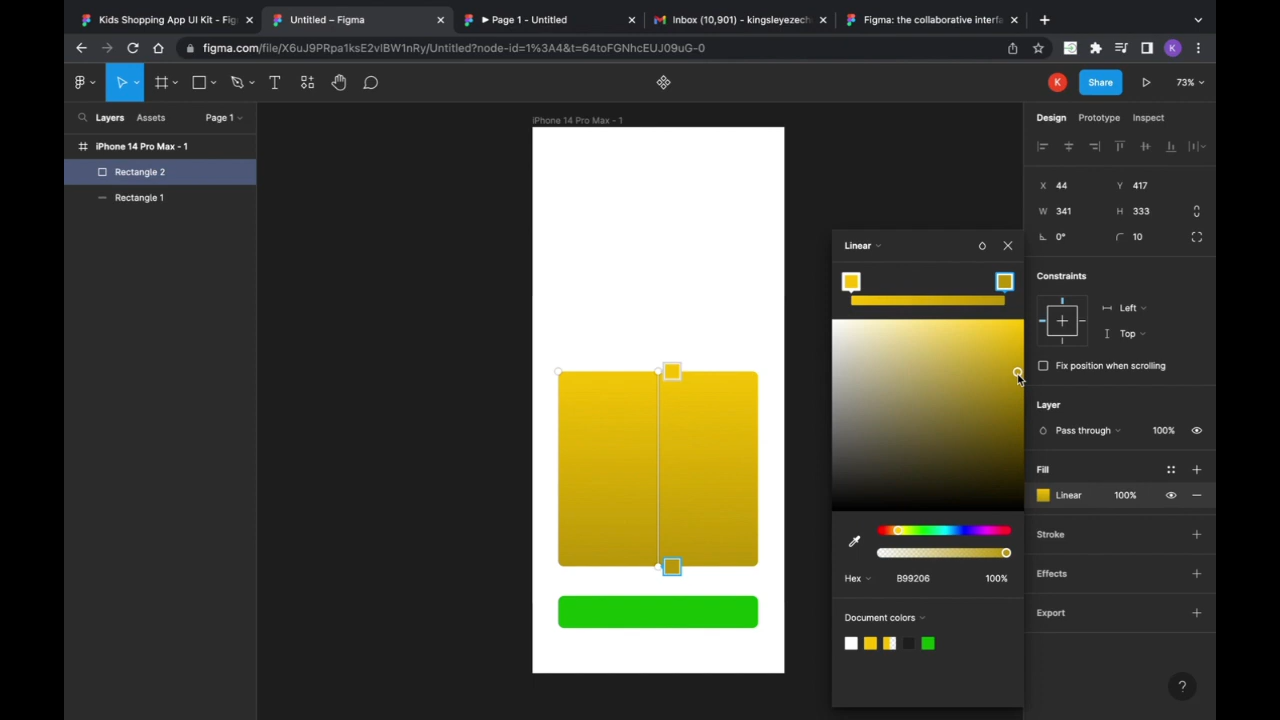 Kids Shopping App UI Kit - Fig
Untitled – Figma
Page 1 - Untitled
Inbox (10,901) - kingsleyezech
Figma: the collaborative interfa
figma.com/file/X6uJ9PRpa1ksE2vIBW1nRy/Untitled?node-id=1%3A4&t=64toFGNhcEUJ09uG-0
K
K
Share
73%
Layers
Assets
Page 1
iPhone 14 Pro Max - 1
Design
Prototype
Inspect
iPhone 14 Pro Max - 1
Rectangle 2
Rectangle 1
X 44
Y 417
W 341
H 333
0°
10
Linear
Constraints
Left
Top
Fix position when scrolling
Layer
Pass through
100%
Fill
Linear
100%
Stroke
Effects
Export
Hex
B99206
100%
Document colors
?